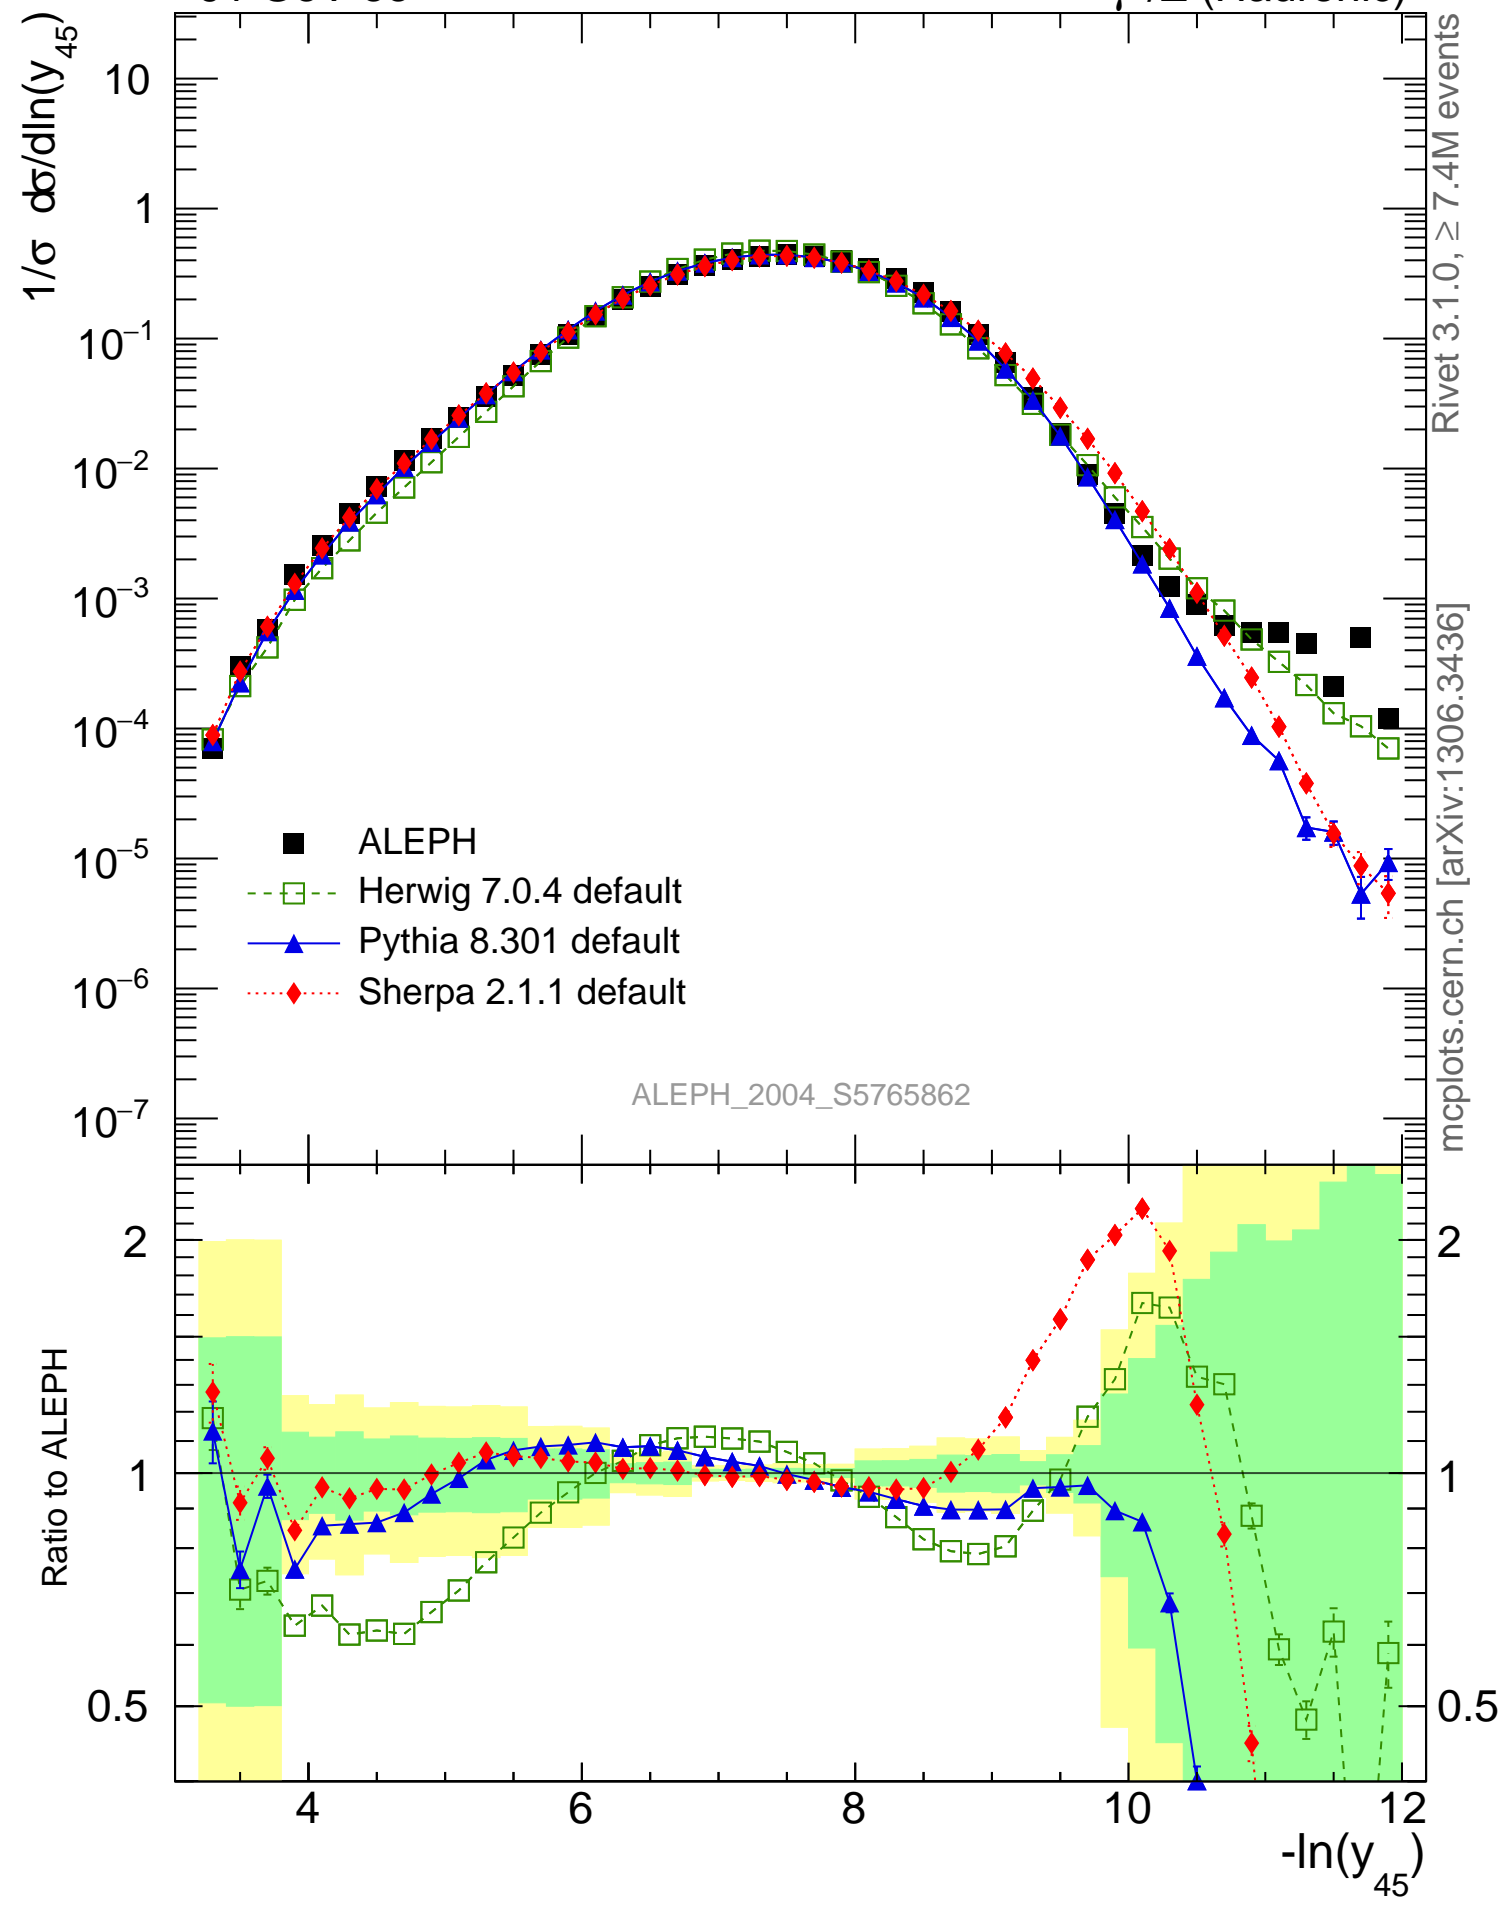 1/σ dσ/dln(y45)
10
1
10−1
10−2
10−3
10−4
10−5
10−6
10−7
ALEPH
Herwig 7.0.4 default
Pythia 8.301 default
Sherpa 2.1.1 default
ALEPH_2004_S5765862
Rivet 3.1.0, ≥ 7.4M events
mcplots.cern.ch [arXiv:1306.3436]
Ratio to ALEPH
2
1
0.5
2
1
0.5
4
6
8
10
12
-ln(y45)